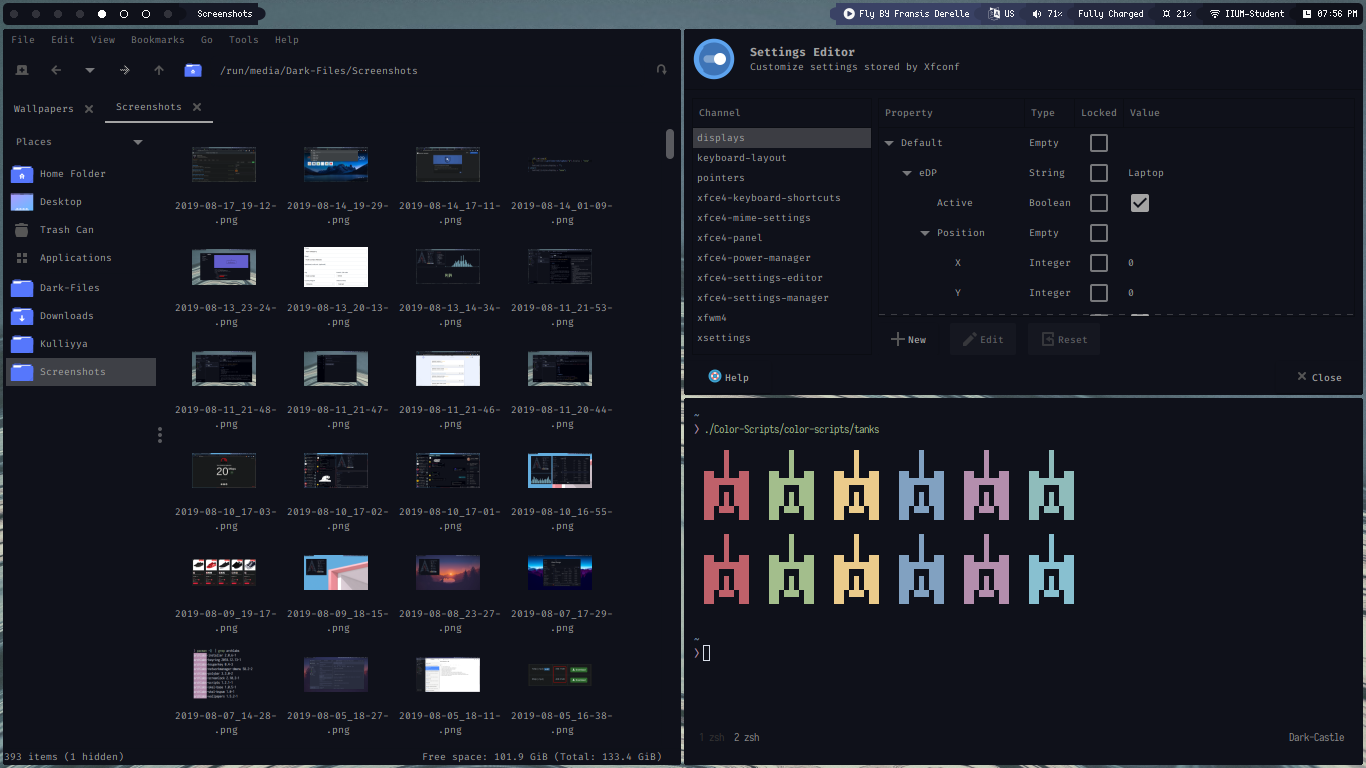 Screenshots
Fly BY Fransis Derelle
US
71%
Fully Charged
21%
IIUM-Student
07:56 PM
File Edit View Bookmarks Go Tools Help
/run/media/Dark-Files/Screenshots
Wallpapers
Screenshots
Places
Home Folder
Desktop
Trash Can
Applications
Dark-Files
Downloads
Kulliyya
Screenshots
2019-08-17_19-12-.png
2019-08-14_19-29-.png
2019-08-14_17-11-.png
2019-08-14_01-09-.png
2019-08-13_23-24-.png
2019-08-13_20-13-.png
2019-08-13_14-34-.png
2019-08-11_21-53-.png
2019-08-11_21-48-.png
2019-08-11_21-47-.png
2019-08-11_21-46-.png
2019-08-11_20-44-.png
2019-08-10_17-03-.png
2019-08-10_17-02-.png
2019-08-10_17-01-.png
2019-08-10_16-55-.png
2019-08-09_19-17-.png
2019-08-09_18-15-.png
2019-08-08_23-27-.png
2019-08-07_17-29-.png
2019-08-07_14-28-.png
2019-08-05_18-27-.png
2019-08-05_18-11-.png
2019-08-05_16-38-.png
393 items (1 hidden)
Free space: 101.9 GiB (Total: 133.4 GiB)
Settings Editor
Customize settings stored by Xfconf
Channel
displays
keyboard-layout
pointers
xfce4-keyboard-shortcuts
xfce4-mime-settings
xfce4-panel
xfce4-power-manager
xfce4-settings-editor
xfce4-settings-manager
xfwm4
xsettings
Property Type Locked Value
Default Empty
eDP String Laptop
Active Boolean
Position Empty
X Integer 0
Y Integer 0
New Edit Reset
Help
Close
~
❯ ./Color-Scripts/color-scripts/tanks
~
❯
1 zsh 2 zsh
Dark-Castle